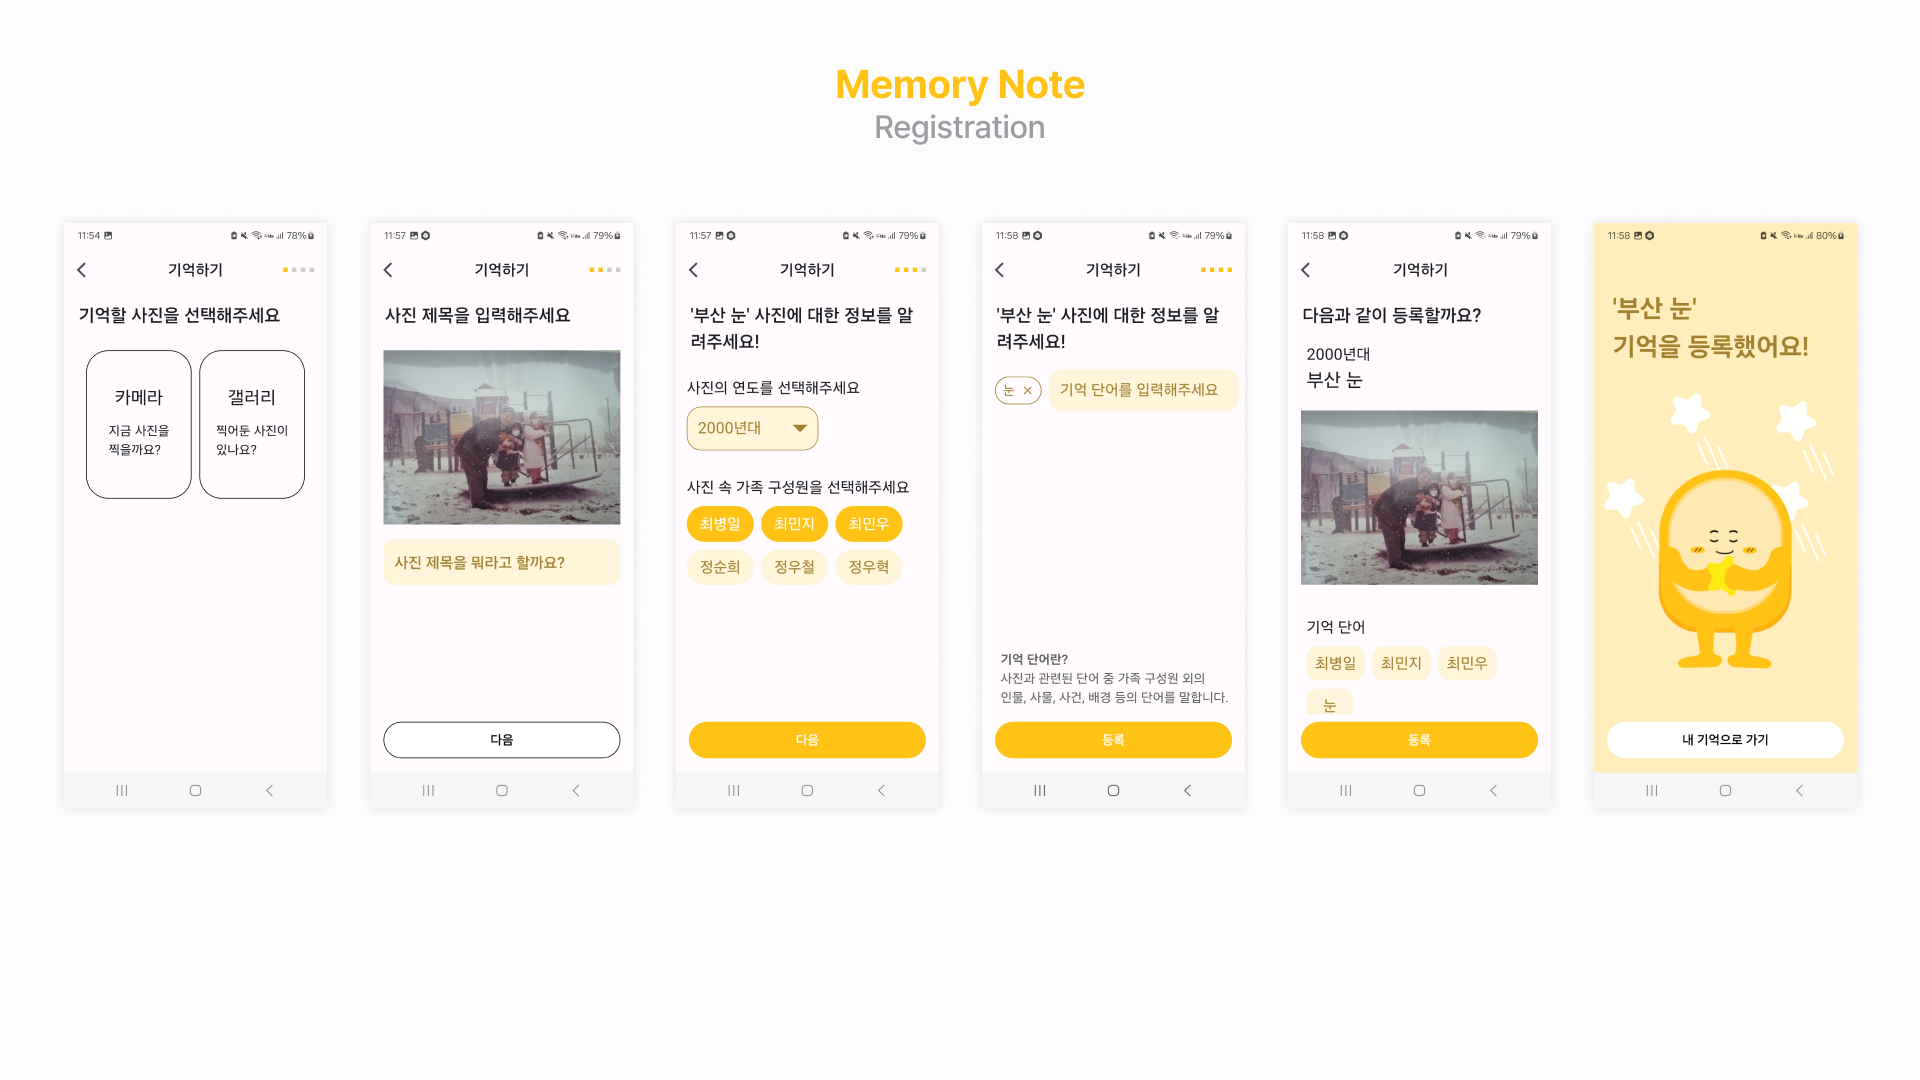 Memory Note
Registration
11:54
78%
기억하기
기억할 사진을 선택해주세요
카메라
지금 사진을
찍을까요?
갤러리
찍어둔 사진이
있나요?
11:57
79%
기억하기
사진 제목을 입력해주세요
사진 제목을 뭐라고 할까요?
다음
11:57
79%
기억하기
'부산 눈' 사진에 대한 정보를 알
려주세요!
사진의 연도를 선택해주세요
2000년대
사진 속 가족 구성원을 선택해주세요
최병일 최민지 최민우
정순희 정우철 정우혁
다음
11:58
79%
기억하기
'부산 눈' 사진에 대한 정보를 알
려주세요!
눈 × 기억 단어를 입력해주세요
기억 단어란?
사진과 관련된 단어 중 가족 구성원 외의
인물, 사물, 사건, 배경 등의 단어를 말합니다.
등록
11:58
79%
기억하기
다음과 같이 등록할까요?
2000년대
부산 눈
기억 단어
최병일 최민지 최민우
눈
등록
11:58
80%
'부산 눈'
기억을 등록했어요!
내 기억으로 가기